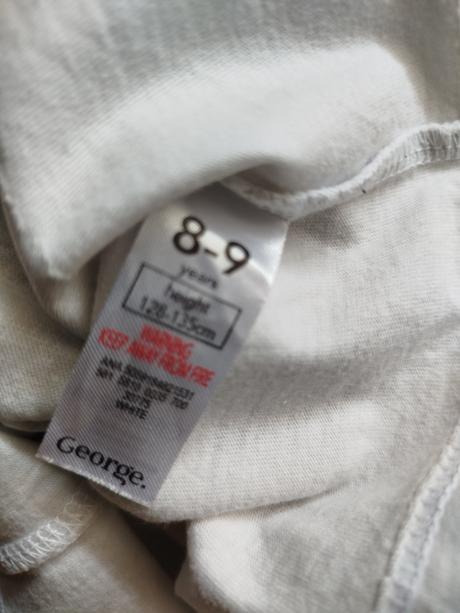 8-9
years
height
128-135cm
WARNING
KEEP AWAY FROM FIRE
WHITE
George.